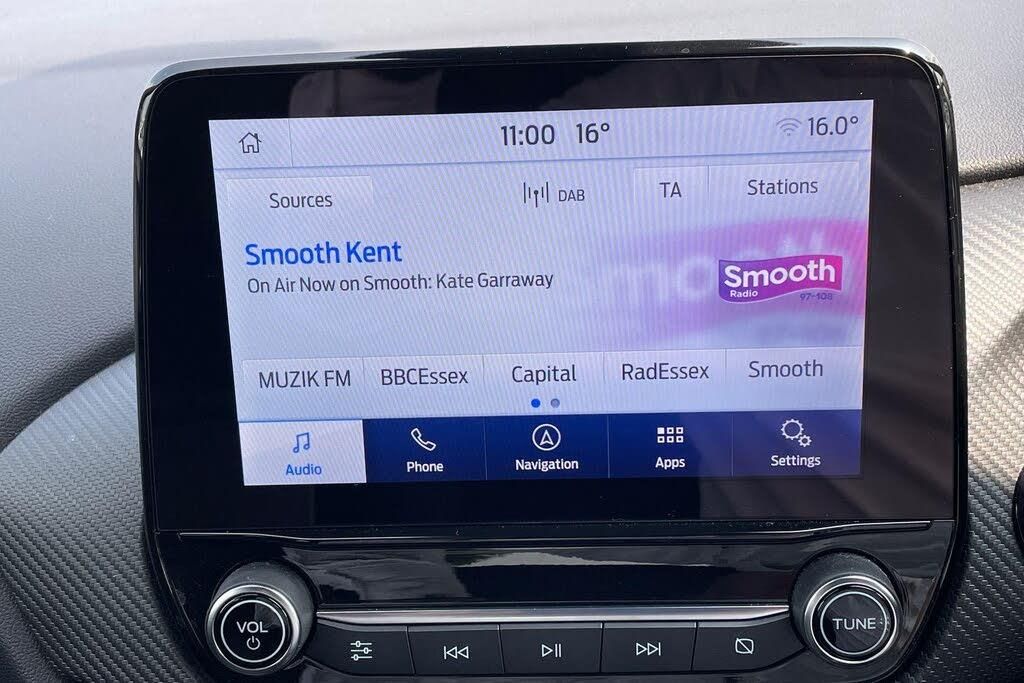 11:00 16° 16.0°
Sources DAB TA Stations
Smooth Kent
On Air Now on Smooth: Kate Garraway
Smooth
Radio 97-108
MUZIK FM BBCEssex Capital RadEssex Smooth
Audio Phone Navigation Apps Settings
VOL TUNE